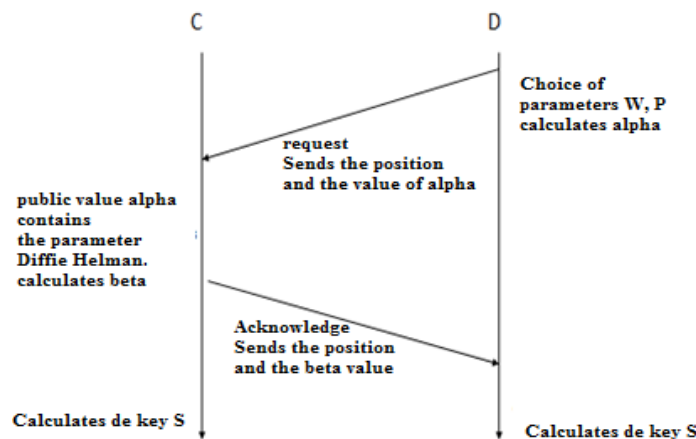 C
D
Choice of
parameters W, P
calculates alpha
request
Sends the position
and the value of alpha
public value alpha
contains
the parameter
Diffie Helman.
calculates beta
Acknowledge
Sends the position
and the beta value
Calculates de key S
Calculates de key S